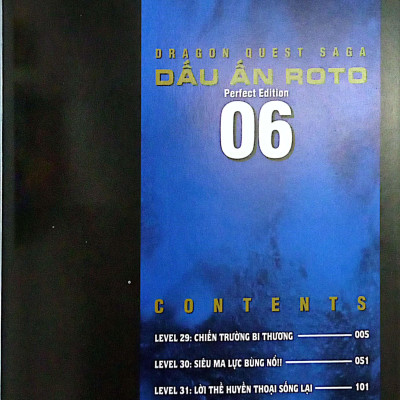 DRAGON QUEST SAGA
DẤU ẤN ROTO
Perfect Edition
06
CONTENTS
LEVEL 29: CHIẾN TRƯỜNG BI THƯƠNG 005
LEVEL 30: SIÊU MA LỰC BÙNG NỔ!! 051
LEVEL 31: LỜI THỀ HUYỀN THOẠI SỐNG LẠI 101